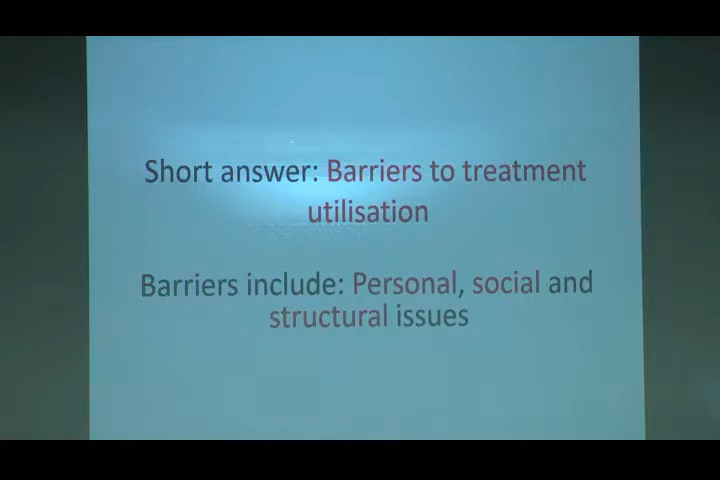 Short answer: Barriers to treatment
utilisation
Barriers include: Personal, social and
structural issues